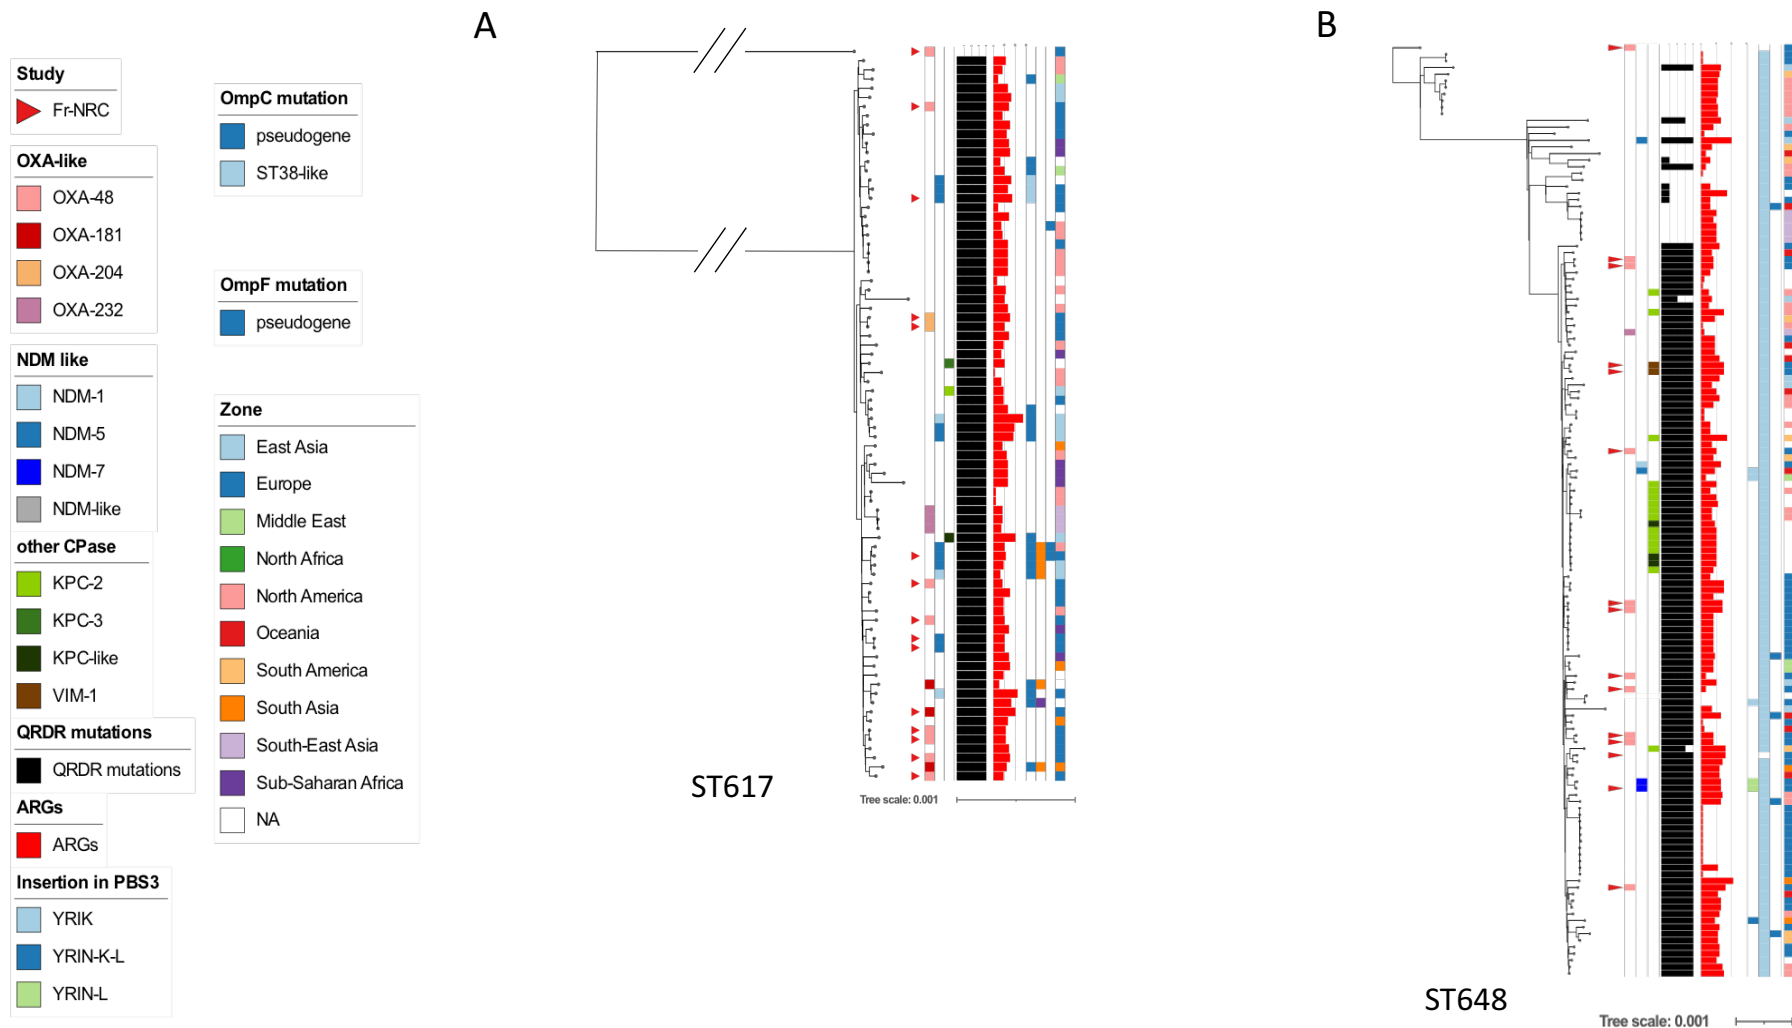 A
B
Study
Fr-NRC
OXA-like
OXA-48
OXA-181
OXA-204
OXA-232
NDM like
NDM-1
NDM-5
NDM-7
NDM-like
other CPase
KPC-2
KPC-3
KPC-like
VIM-1
QRDR mutations
QRDR mutations
ARGs
ARGs
Insertion in PBS3
YRIK
YRIN-K-L
YRIN-L
OmpC mutation
pseudogene
ST38-like
OmpF mutation
pseudogene
Zone
East Asia
Europe
Middle East
North Africa
North America
Oceania
South America
South Asia
South-East Asia
Sub-Saharan Africa
NA
ST617
Tree scale: 0.001
ST648
Tree scale: 0.001